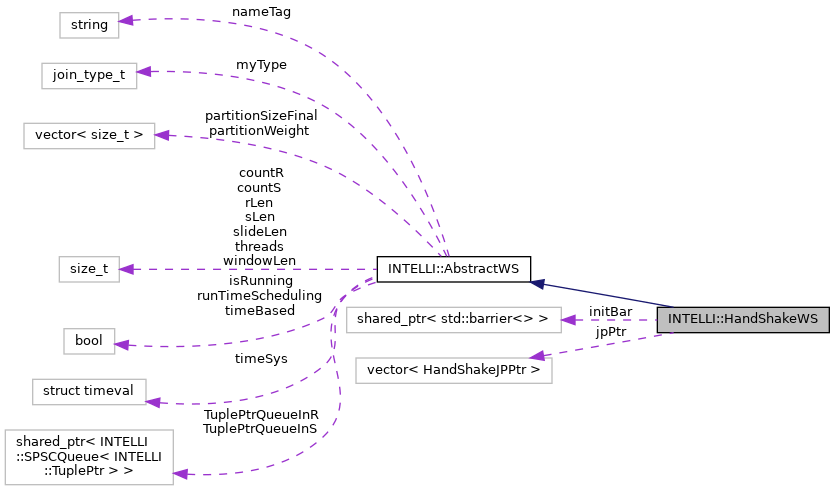 nameTag
string
myType
join_type_t
partitionSizeFinal
partitionWeight
vector< size_t >
countR
countS
rLen
sLen
slideLen
threads
windowLen
size_t
INTELLI::AbstractWS
isRunning
runTimeScheduling
timeBased
bool
shared_ptr< std::barrier<> >
initBar
INTELLI::HandShakeWS
jpPtr
timeSys
vector< HandShakeJPPtr >
struct timeval
TuplePtrQueueInR
TuplePtrQueueInS
shared_ptr< INTELLI
::SPSCQueue< INTELLI
::TuplePtr > >